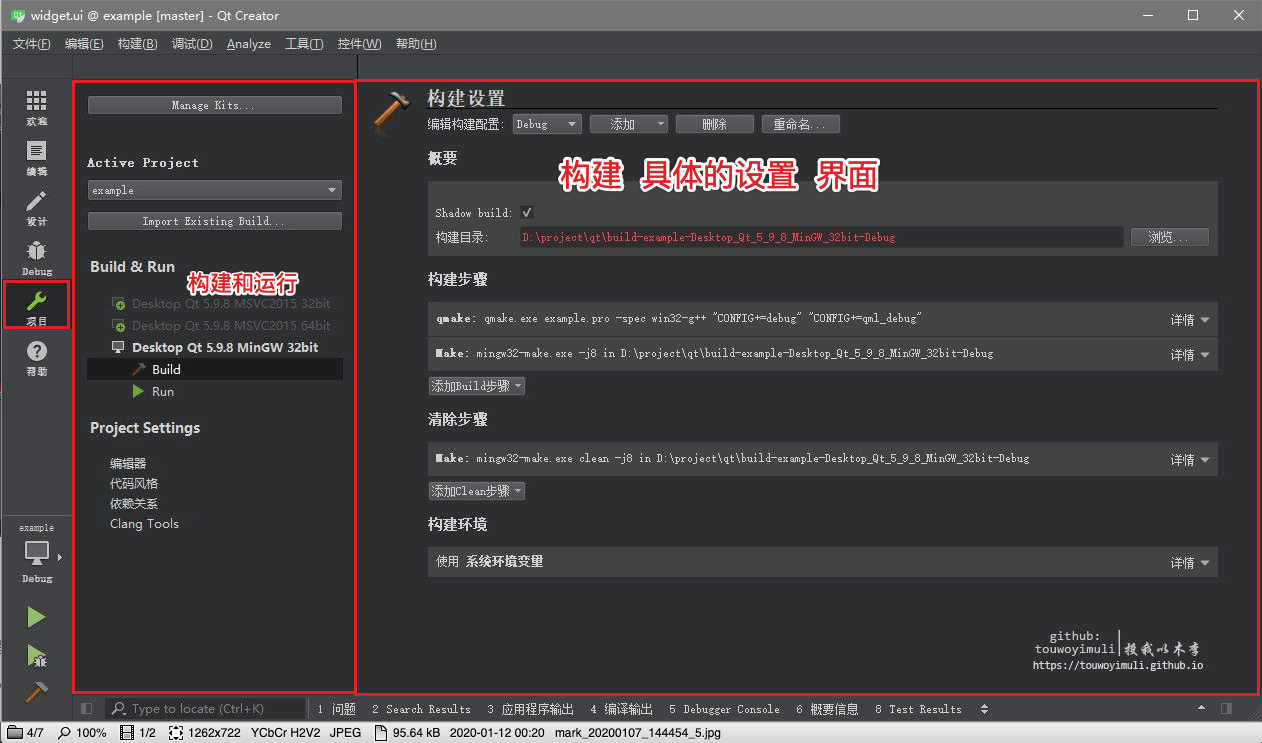 widget.ui @ example [master] - Qt Creator
文件(F) 编辑(E) 构建(B) 调试(D) Analyze 工具(T) 控件(W) 帮助(H)
欢迎
编辑
设计
Debug
项目
帮助
example
Debug
Manage Kits...
Active Project
example
Import Existing Build...
Build & Run
构建和运行
Desktop Qt 5.9.8 MSVC2015 32bit
Desktop Qt 5.9.8 MSVC2015 64bit
Desktop Qt 5.9.8 MinGW 32bit
Build
Run
Project Settings
编辑器
代码风格
依赖关系
Clang Tools
构建设置
编辑构建配置: Debug 添加 删除 重命名...
概要
构建 具体的设置 界面
Shadow build:
构建目录: D:\project\qt\build-example-Desktop_Qt_5_9_8_MinGW_32bit-Debug 浏览...
构建步骤
qmake: qmake.exe example.pro -spec win32-g++ "CONFIG+=debug" "CONFIG+=qml_debug" 详情
Make: mingw32-make.exe -j8 in D:\project\qt\build-example-Desktop_Qt_5_9_8_MinGW_32bit-Debug 详情
添加Build步骤
清除步骤
Make: mingw32-make.exe clean -j8 in D:\project\qt\build-example-Desktop_Qt_5_9_8_MinGW_32bit-Debug 详情
添加Clean步骤
构建环境
使用 系统环境变量 详情
github:
touwoyimuli 投我以木李
https://touwoyimuli.github.io
Type to locate (Ctrl+K) 1 问题 2 Search Results 3 应用程序输出 4 编译输出 5 Debugger Console 6 概要信息 8 Test Results
4/7 100% 1/2 1262x722 YCbCr H2V2 JPEG 95.64 kB 2020-01-12 00:20 mark_20200107_144454_5.jpg